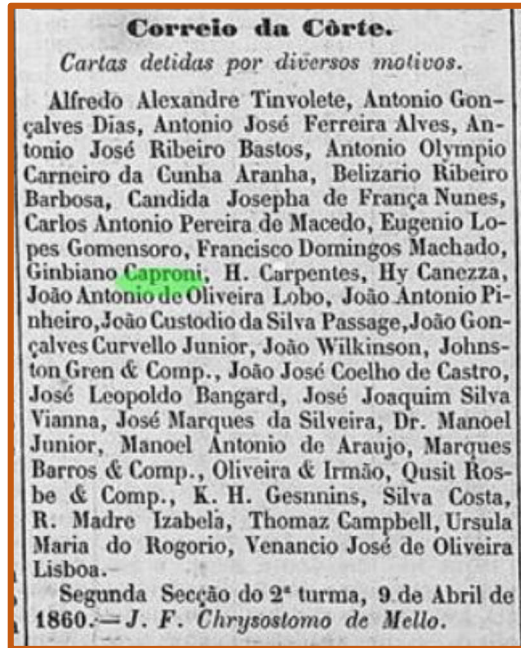 Correio da Côrte.
Cartas detidas por diversos motivos.
Alfredo Alexandre Tinvolete, Antonio Gon-
çalves Dias, Antonio José Ferreira Alves, An-
tonio José Ribeiro Bastos, Antonio Olympio
Carneiro da Cunha Aranha, Belizario Ribeiro
Barbosa, Candida Josepha de França Nunes,
Carlos Antonio Pereira de Macedo, Eugenio Lo-
pes Gomensoro, Francisco Domingos Machado,
Ginbiano Caproni, H. Carpentes, Hy Canezza,
João Antonio de Oliveira Lobo, João Antonio Pi-
nheiro, João Custodio da Silva Passage, João Gon-
çalves Curvello Junior, João Wilkinson, Johns-
ton Gren & Comp., João José Coelho de Castro,
José Leopoldo Bangard, José Joaquim Silva
Vianna, José Marques da Silveira, Dr. Manoel
Junior, Manoel Antonio de Araujo, Marques
Barros & Comp., Oliveira & Irmão, Qusit Ros-
be & Comp., K. H. Gesnnins, Silva Costa,
R. Madre Izabela, Thomaz Campbell, Ursula
Maria do Rogorio, Venancio José de Oliveira
Lisboa.—
Segunda Secção do 2ª turma, 9 de Abril de
1860.—J. F. Chrysostomo de Mello.